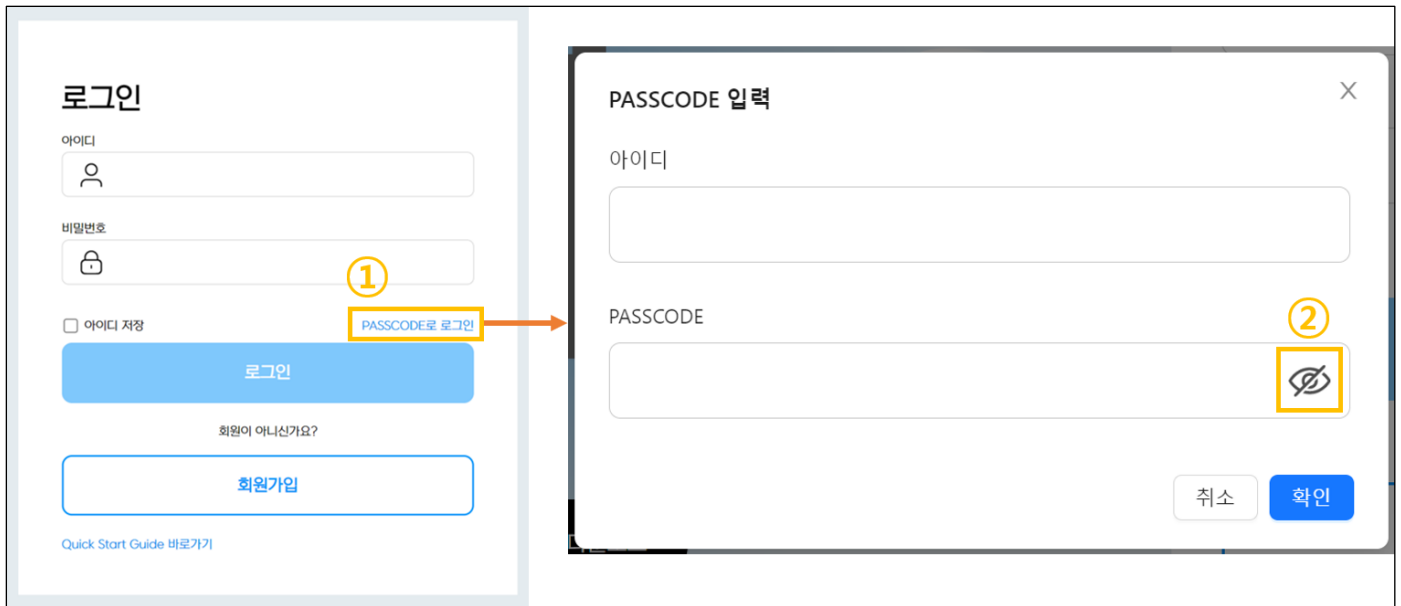 로그인
아이디
비밀번호
①
아이디 저장
PASSCODE로 로그인
로그인
회원이 아니신가요?
회원가입
Quick Start Guide 바로가기
PASSCODE 입력
X
아이디
PASSCODE
②
취소
확인